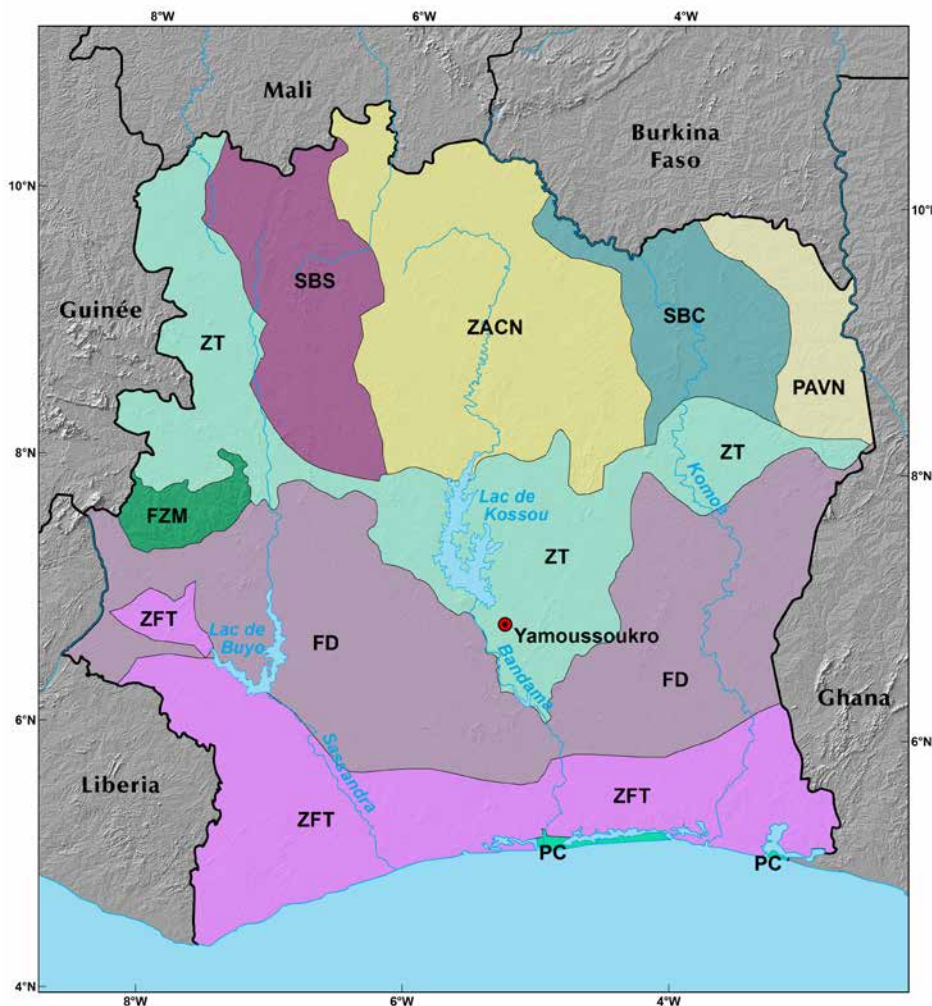 8°W
6°W
4°W
Mali
Burkina
Faso
10°N
10°N
SBS
Guinée
ZT
ZACN
SBC
PAVN
8°N
ZT
8°N
Lac de
Kossou
Komoé
FZM
ZT
ZFT
Lac de
Buyo
FD
Yamoussoukro
Bandama
FD
Ghana
6°N
6°N
Sassandra
Liberia
ZFT
ZFT
PC
PC
4°N
8°W
6°W
4°W